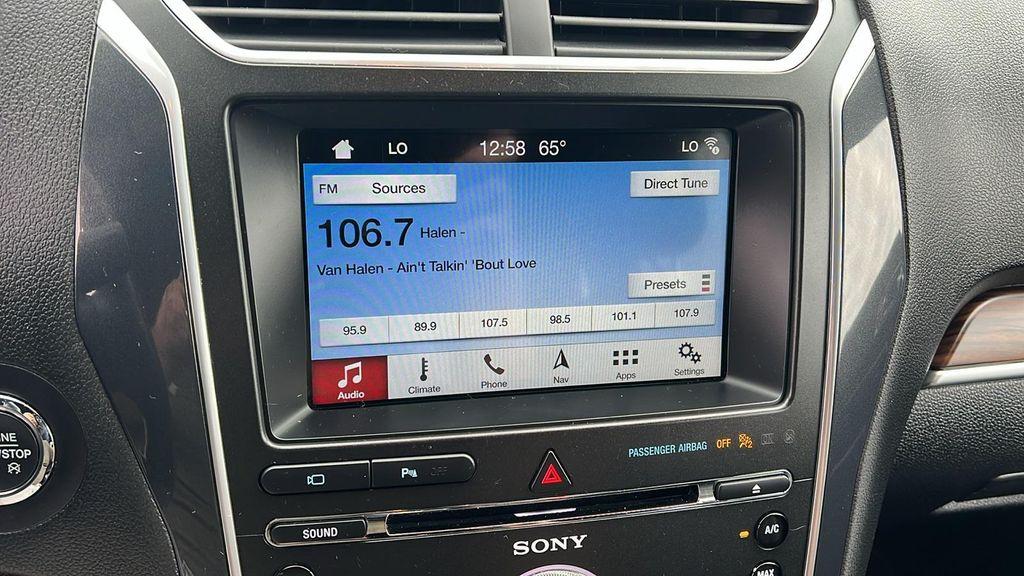 LO 12:58 65° LO
FM Sources Direct Tune
106.7 Halen -
Van Halen - Ain't Talkin' 'Bout Love
Presets
95.9 89.9 107.5 98.5 101.1 107.9
Audio Climate Phone Nav Apps Settings
PASSENGER AIRBAG OFF
P OFF
STOP
SOUND
A/C
SONY
MAX